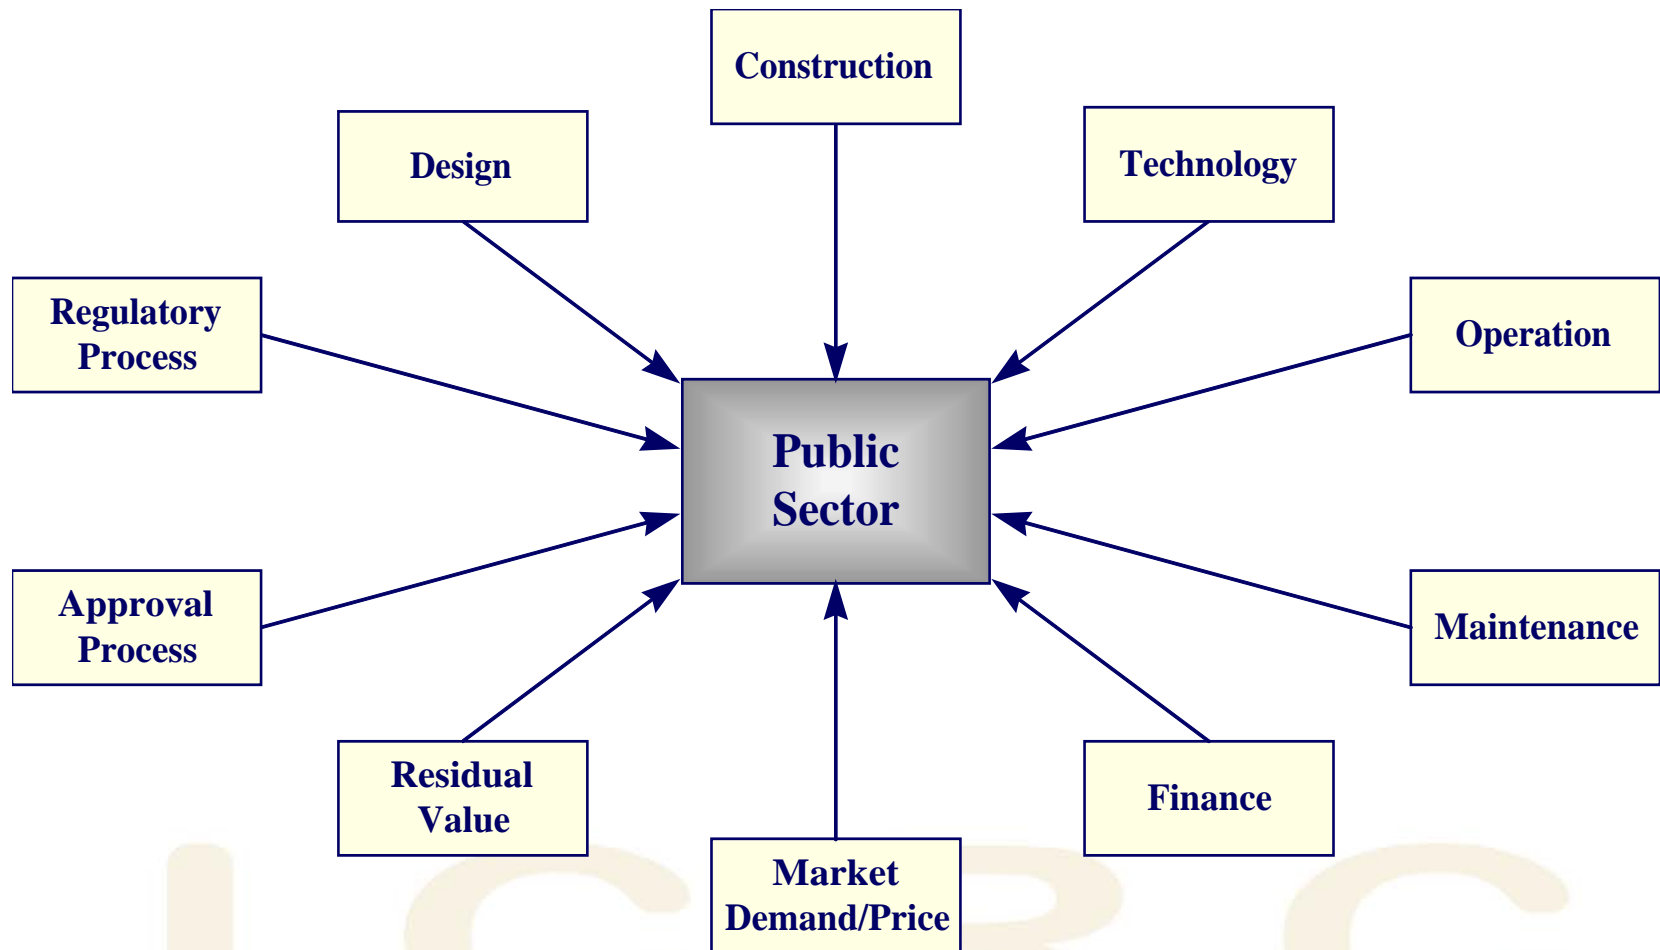 Construction
Design
Technology
Regulatory
Process
Operation
Public
Sector
Approval
Process
Maintenance
Residual
Value
Finance
Market
Demand/Price